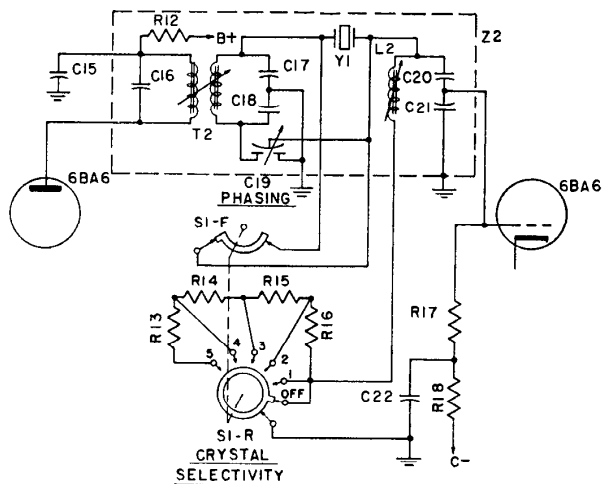 R12
B+
L2
Z2
C15
C16
C17
Y1
C20
C18
C21
T2
C19
PHASING
6BA6
6BA6
S1-F
R14
R15
R13
R16
R17
4
3
5
2
1
OFF
C22
R18
S1-R
CRYSTAL
SELECTIVITY
C-